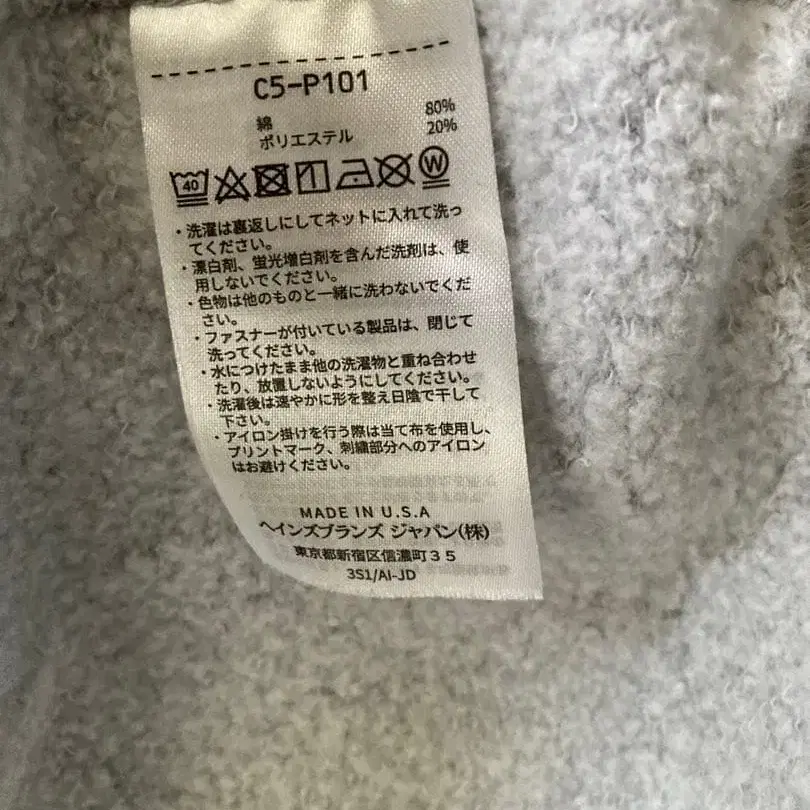 C5-P101
綿 80%
ポリエステル 20%
40 W
・洗濯は裏返しにしてネットに入れて洗っ
てください。
・漂白剤、蛍光増白剤を含んだ洗剤は、使
用しないでください。
・色物は他のものと一緒に洗わないでくだ
さい。
・ファスナーが付いている製品は、閉じて
洗ってください。
・水につけたまま他の洗濯物と重ね合わせ
たり、放置しないようにしてください。
・洗濯後は速やかに形を整え日陰で干して
下さい。
・アイロン掛けを行う際は当て布を使用し、
プリントマーク、刺繍部分へのアイロン
はお避けください。
MADE IN U.S.A
ヘインズブランズ ジャパン(株)
東京都新宿区信濃町３５
3S1/AI-JD